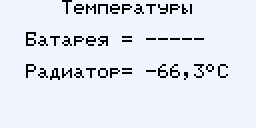 Температуры
Батарея = -----
Радиатор= -66,3°C